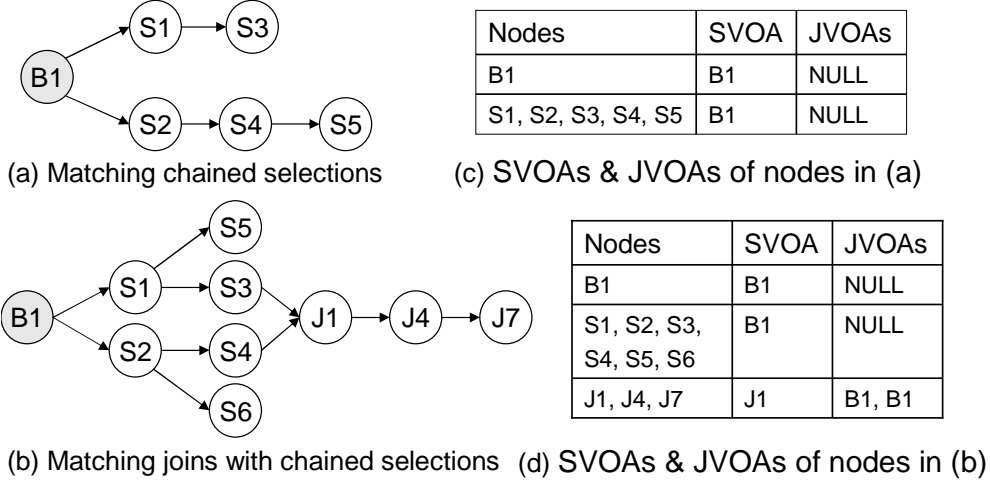 S1 S3
B1
S2 S4 S5
(a) Matching chained selections
Nodes SVOA JVOAs
B1 B1 NULL
S1, S2, S3, S4, S5 B1 NULL
(c) SVOAs & JVOAs of nodes in (a)
S5
S1 S3
B1 J1 J4 J7
S2 S4
S6
(b) Matching joins with chained selections
Nodes SVOA JVOAs
B1 B1 NULL
S1, S2, S3, B1 NULL
S4, S5, S6
J1, J4, J7 J1 B1, B1
(d) SVOAs & JVOAs of nodes in (b)